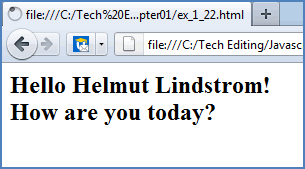 file:///C:/Tech%20E...pter01/ex_1_22.html
file:///C:/Tech Editing/Javasc
Hello Helmut Lindstrom!
How are you today?